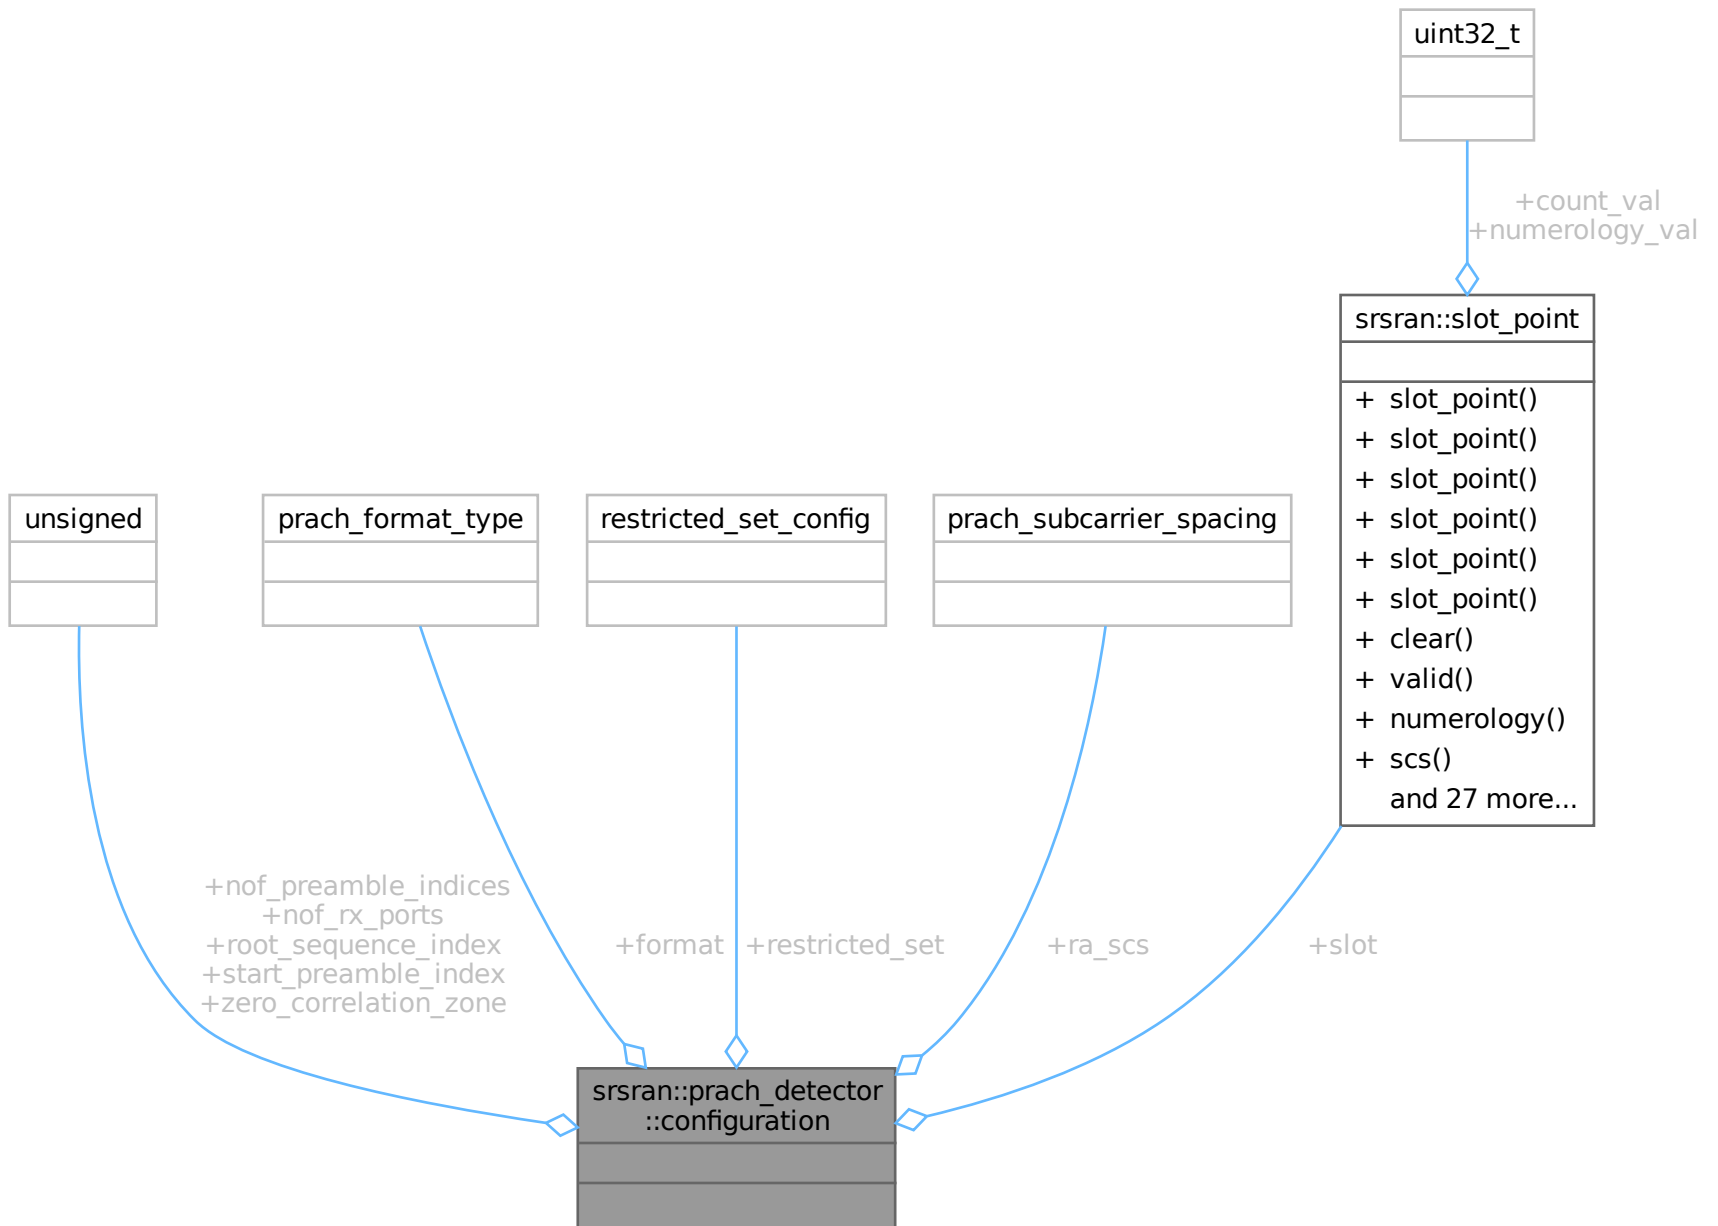 uint32_t
+count_val
+numerology_val
srsran::slot_point
+ slot_point()
+ slot_point()
+ slot_point()
+ slot_point()
+ slot_point()
+ slot_point()
+ clear()
+ valid()
+ numerology()
+ scs()
and 27 more...
unsigned
prach_format_type
restricted_set_config
prach_subcarrier_spacing
+nof_preamble_indices
+nof_rx_ports
+root_sequence_index
+start_preamble_index
+zero_correlation_zone
+format
+restricted_set
+ra_scs
+slot
srsran::prach_detector
::configuration